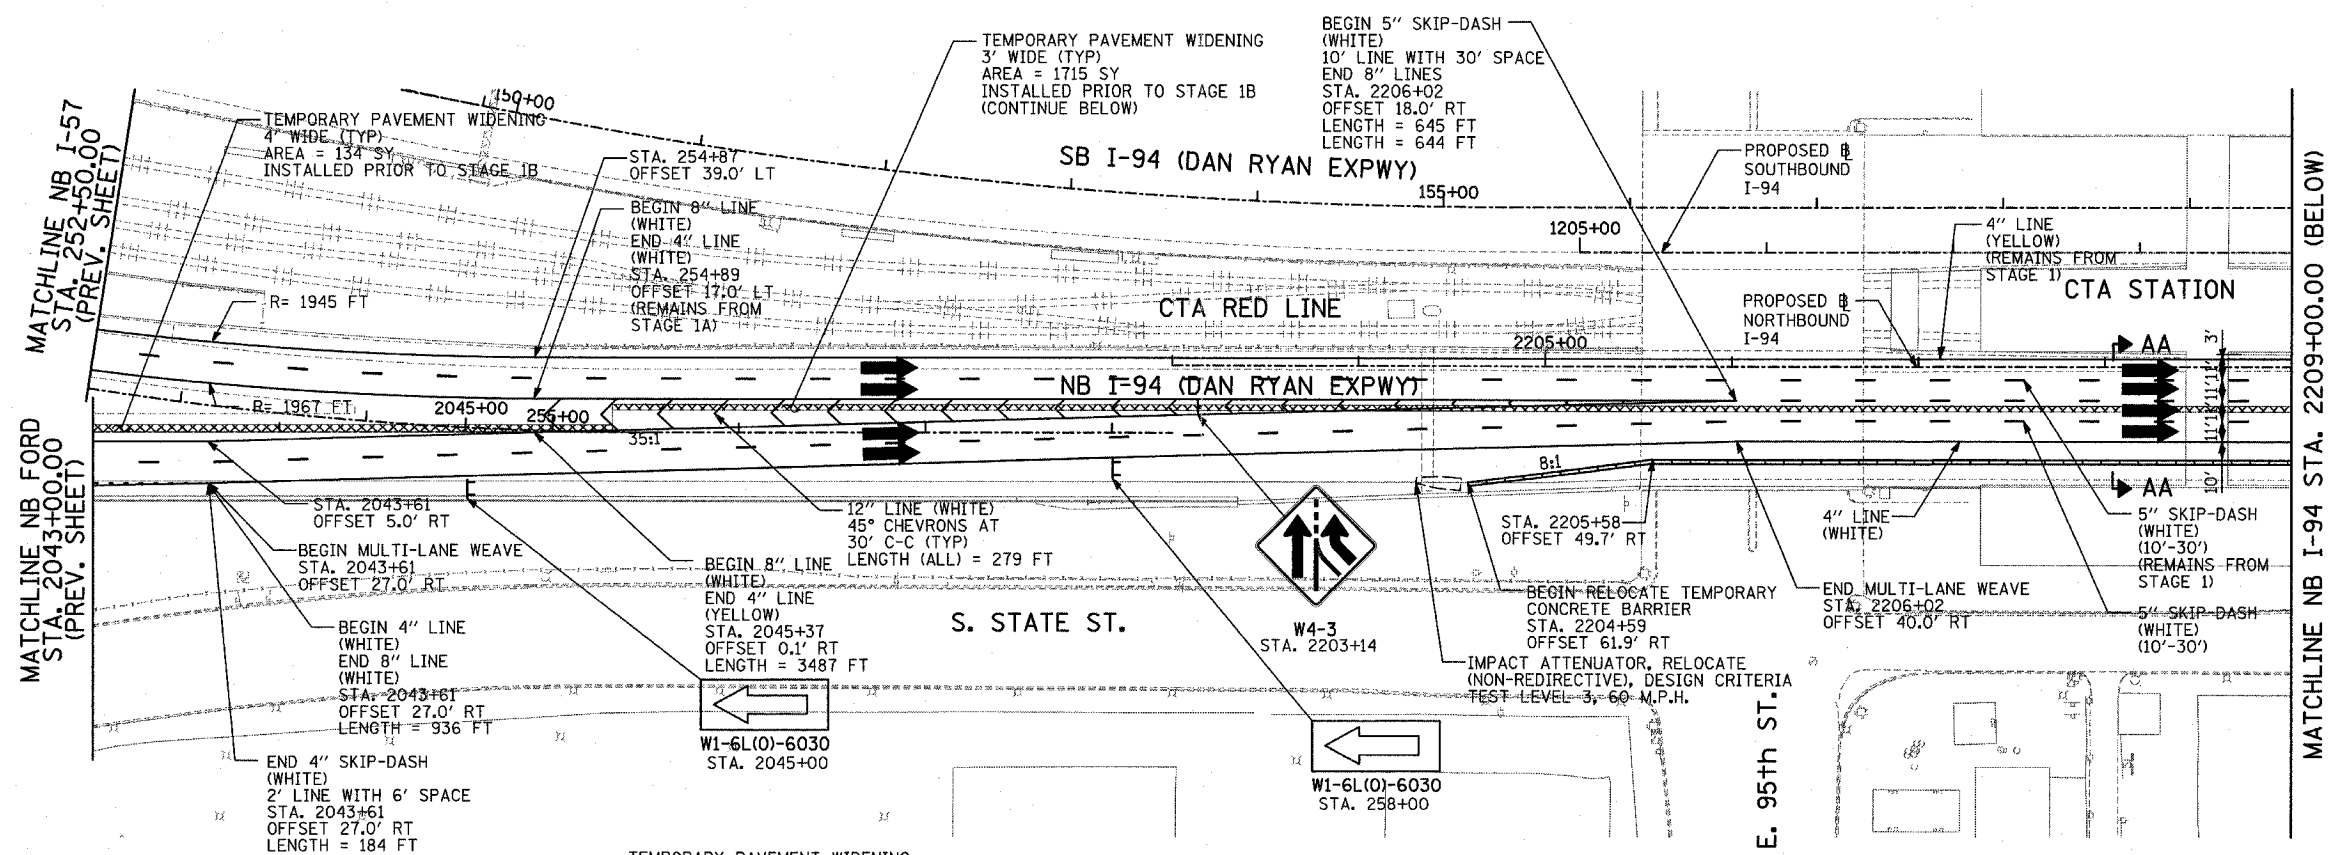 MATCHLINE NB I-57
STA. 252+50.00
(PREV. SHEET)
MATCHLINE NB FORD
STA. 2043+00.00
(PREV. SHEET)
150+00
TEMPORARY PAVEMENT WIDENING
4' WIDE (TYP)
AREA = 134 SY
INSTALLED PRIOR TO STAGE 1B
STA. 254+87
OFFSET 39.0' LT
BEGIN 8" LINE
(WHITE)
END 4" LINE
(WHITE)
STA. 254+89
OFFSET 17.0' LT
(REMAINS FROM
STAGE 1A)
TEMPORARY PAVEMENT WIDENING
3' WIDE (TYP)
AREA = 1715 SY
INSTALLED PRIOR TO STAGE 1B
(CONTINUE BELOW)
BEGIN 5" SKIP-DASH
(WHITE)
10' LINE WITH 30' SPACE
END 8" LINES
STA. 2206+02
OFFSET 18.0' RT
LENGTH = 645 FT
LENGTH = 644 FT
SB I-94 (DAN RYAN EXPWY)
155+00
1205+00
PROPOSED ℄
SOUTHBOUND
I-94
4" LINE
(YELLOW)
(REMAINS FROM
STAGE 1)
CTA STATION
PROPOSED ℄
NORTHBOUND
I-94
CTA RED LINE
R= 1945 FT
2205+00
AA
3'
11'
11'
11'
11'
10'
NB I-94 (DAN RYAN EXPWY)
R= 1967 FT
2045+00
255+00
35:1
8:1
AA
MATCHLINE NB I-94 STA. 2209+00.00 (BELOW)
STA. 2043+61
OFFSET 5.0' RT
BEGIN MULTI-LANE WEAVE
STA. 2043+61
OFFSET 27.0' RT
BEGIN 4" LINE
(WHITE)
END 8" LINE
(WHITE)
STA. 2043+61
OFFSET 27.0' RT
LENGTH = 936 FT
END 4" SKIP-DASH
(WHITE)
2' LINE WITH 6' SPACE
STA. 2043+61
OFFSET 27.0' RT
LENGTH = 184 FT
12" LINE (WHITE)
45° CHEVRONS AT
30' C-C (TYP)
LENGTH (ALL) = 279 FT
BEGIN 8" LINE
(WHITE)
END 4" LINE
(YELLOW)
STA. 2045+37
OFFSET 0.1' RT
LENGTH = 3487 FT
W1-6L(O)-6030
STA. 2045+00
S. STATE ST.
W4-3
STA. 2203+14
W1-6L(O)-6030
STA. 258+00
STA. 2205+58
OFFSET 49.7' RT
BEGIN RELOCATE TEMPORARY
CONCRETE BARRIER
STA. 2204+59
OFFSET 61.9' RT
IMPACT ATTENUATOR, RELOCATE
(NON-REDIRECTIVE), DESIGN CRITERIA
TEST LEVEL 3, 60 M.P.H.
4" LINE
(WHITE)
END MULTI-LANE WEAVE
STA. 2206+02
OFFSET 40.0' RT
5" SKIP-DASH
(WHITE)
(10'-30')
(REMAINS FROM
STAGE 1)
5" SKIP-DASH
(WHITE)
(10'-30')
E. 95th ST.
TEMPORARY PAVEMENT WIDENING